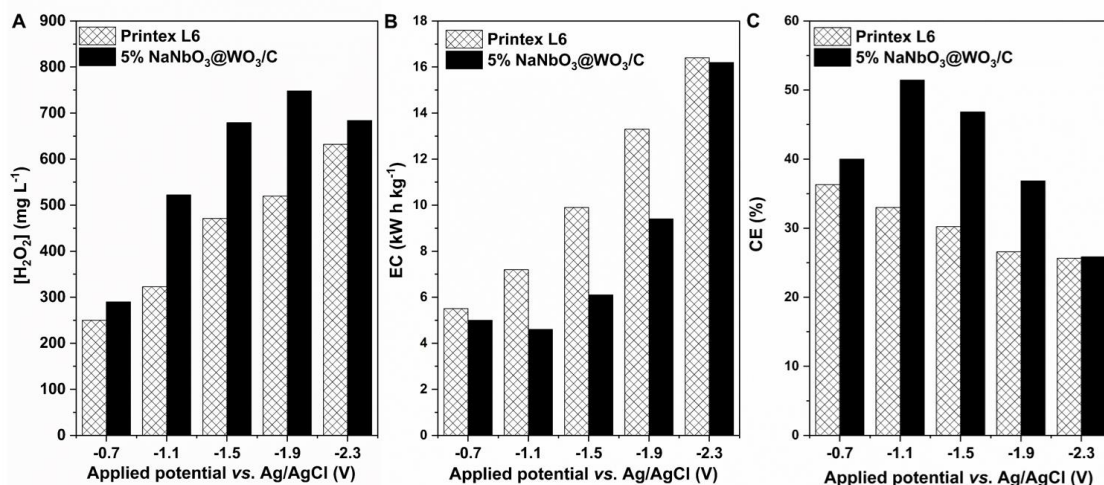 A
Printex L6
5% NaNbO₃@WO₃/C
900
800
700
600
500
400
300
200
100
0
[H₂O₂] (mg L⁻¹)
-0.7 -1.1 -1.5 -1.9 -2.3
Applied potential vs. Ag/AgCl (V)
B
Printex L6
5% NaNbO₃@WO₃/C
18
16
14
12
10
8
6
4
2
0
EC (kW h kg⁻¹)
-0.7 -1.1 -1.5 -1.9 -2.3
Applied potential vs. Ag/AgCl (V)
C
Printex L6
5% NaNbO₃@WO₃/C
60
50
40
30
20
10
0
CE (%)
-0.7 -1.1 -1.5 -1.9 -2.3
Applied potential vs. Ag/AgCl (V)